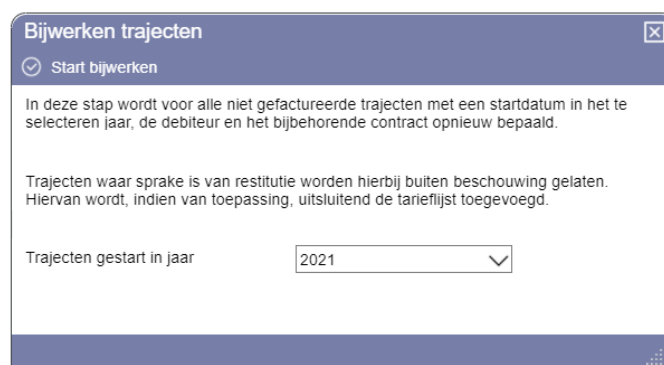 Bijwerken trajecten
Start bijwerken
In deze stap wordt voor alle niet gefactureerde trajecten met een startdatum in het te
selecteren jaar, de debiteur en het bijbehorende contract opnieuw bepaald.
Trajecten waar sprake is van restitutie worden hierbij buiten beschouwing gelaten.
Hiervan wordt, indien van toepassing, uitsluitend de tarieflijst toegevoegd.
Trajecten gestart in jaar 2021